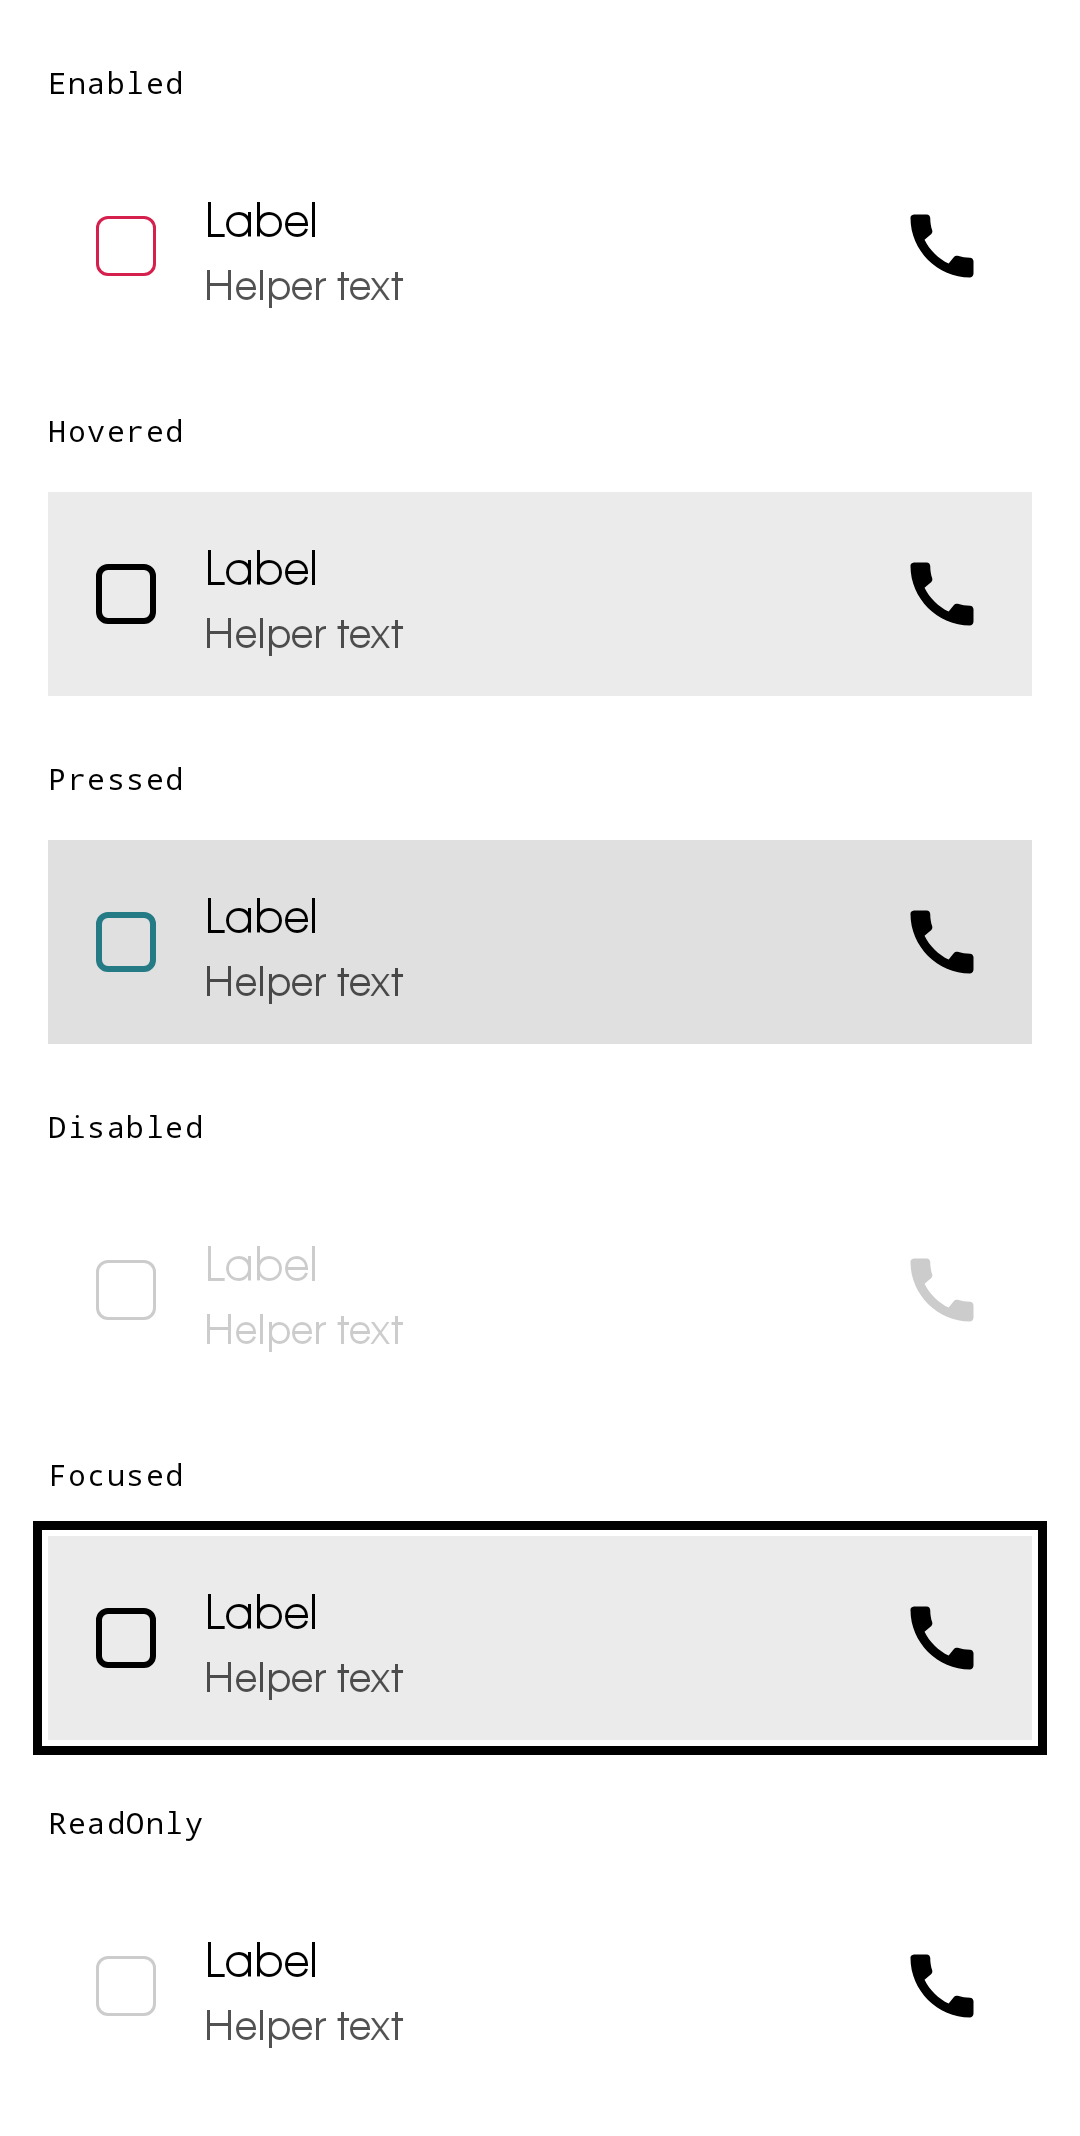 Enabled
Label
Helper text
Hovered
Label
Helper text
Pressed
Label
Helper text
Disabled
Label
Helper text
Focused
Label
Helper text
ReadOnly
Label
Helper text